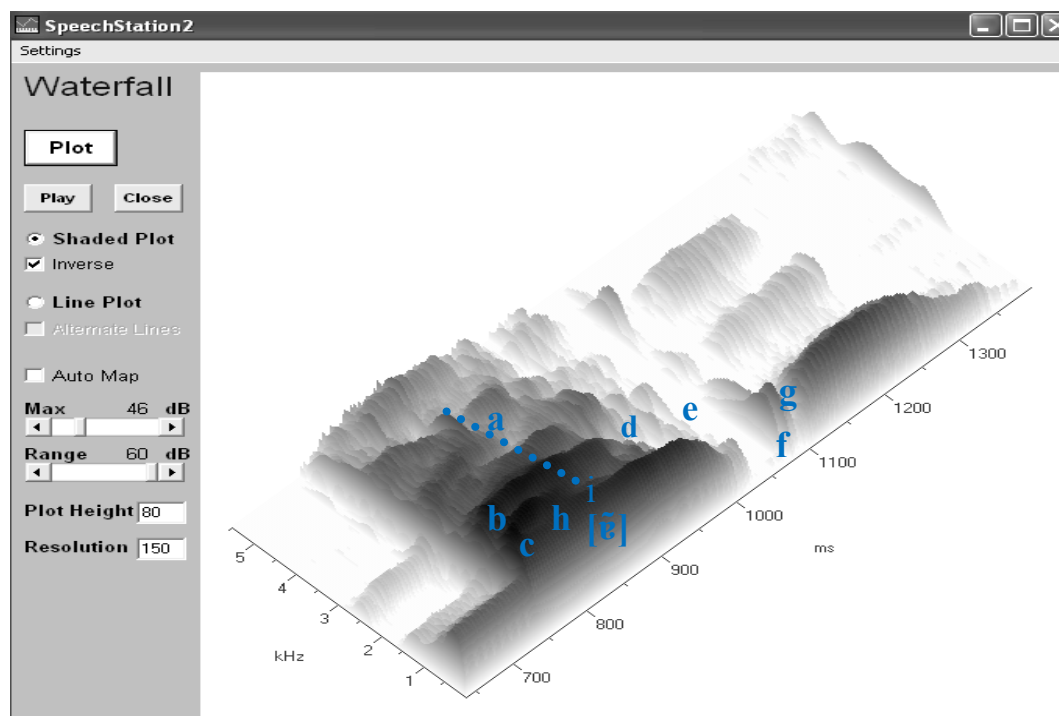 SpeechStation2
Settings
Waterfall
Plot
Play Close
Shaded Plot
Inverse
Line Plot
Alternate Lines
Auto Map
Max 46 dB
Range 60 dB
Plot Height 80
Resolution 150
a
b
c
d
e
f
g
h
i
[ɐ̃]
5
4
3
2
1
kHz
700
800
900
1000
1100
1200
1300
ms